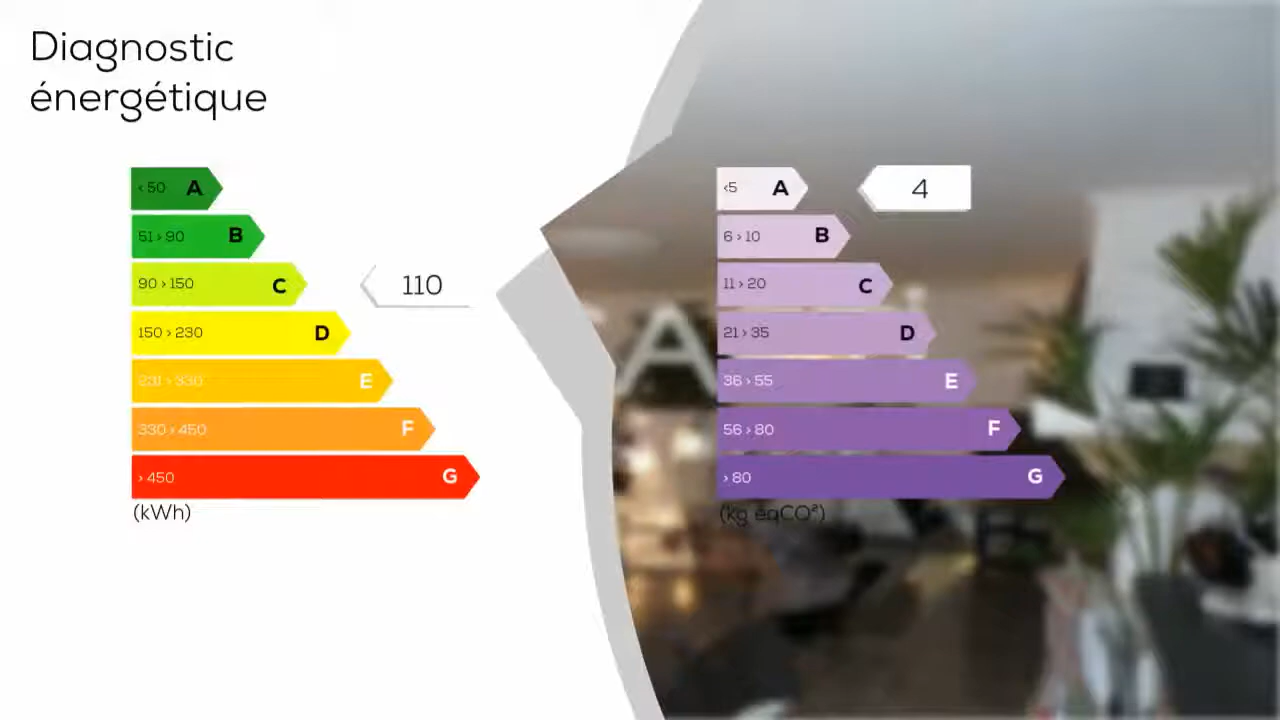 Diagnostic
énergétique
< 50 A
51 > 90 B
90 > 150 C
110
150 > 230 D
231 > 330 E
330 > 450 F
> 450 G
(kWh)
<5 A
4
6 > 10 B
11 > 20 C
21 > 35 D
36 > 55 E
56 > 80 F
> 80 G
(kg éqCO²)
A